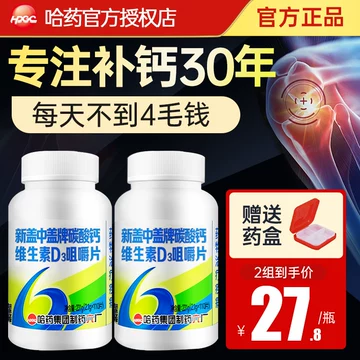 HPGC 哈药官方授权店
官方正品
专注补钙30年
每天不到4毛钱
新盖中盖牌碳酸钙
维生素D3咀嚼片
哈药集团制药六厂
新盖中盖牌碳酸钙
维生素D3咀嚼片
哈药集团制药六厂
赠送
药盒
2组到手价
¥27.8/瓶